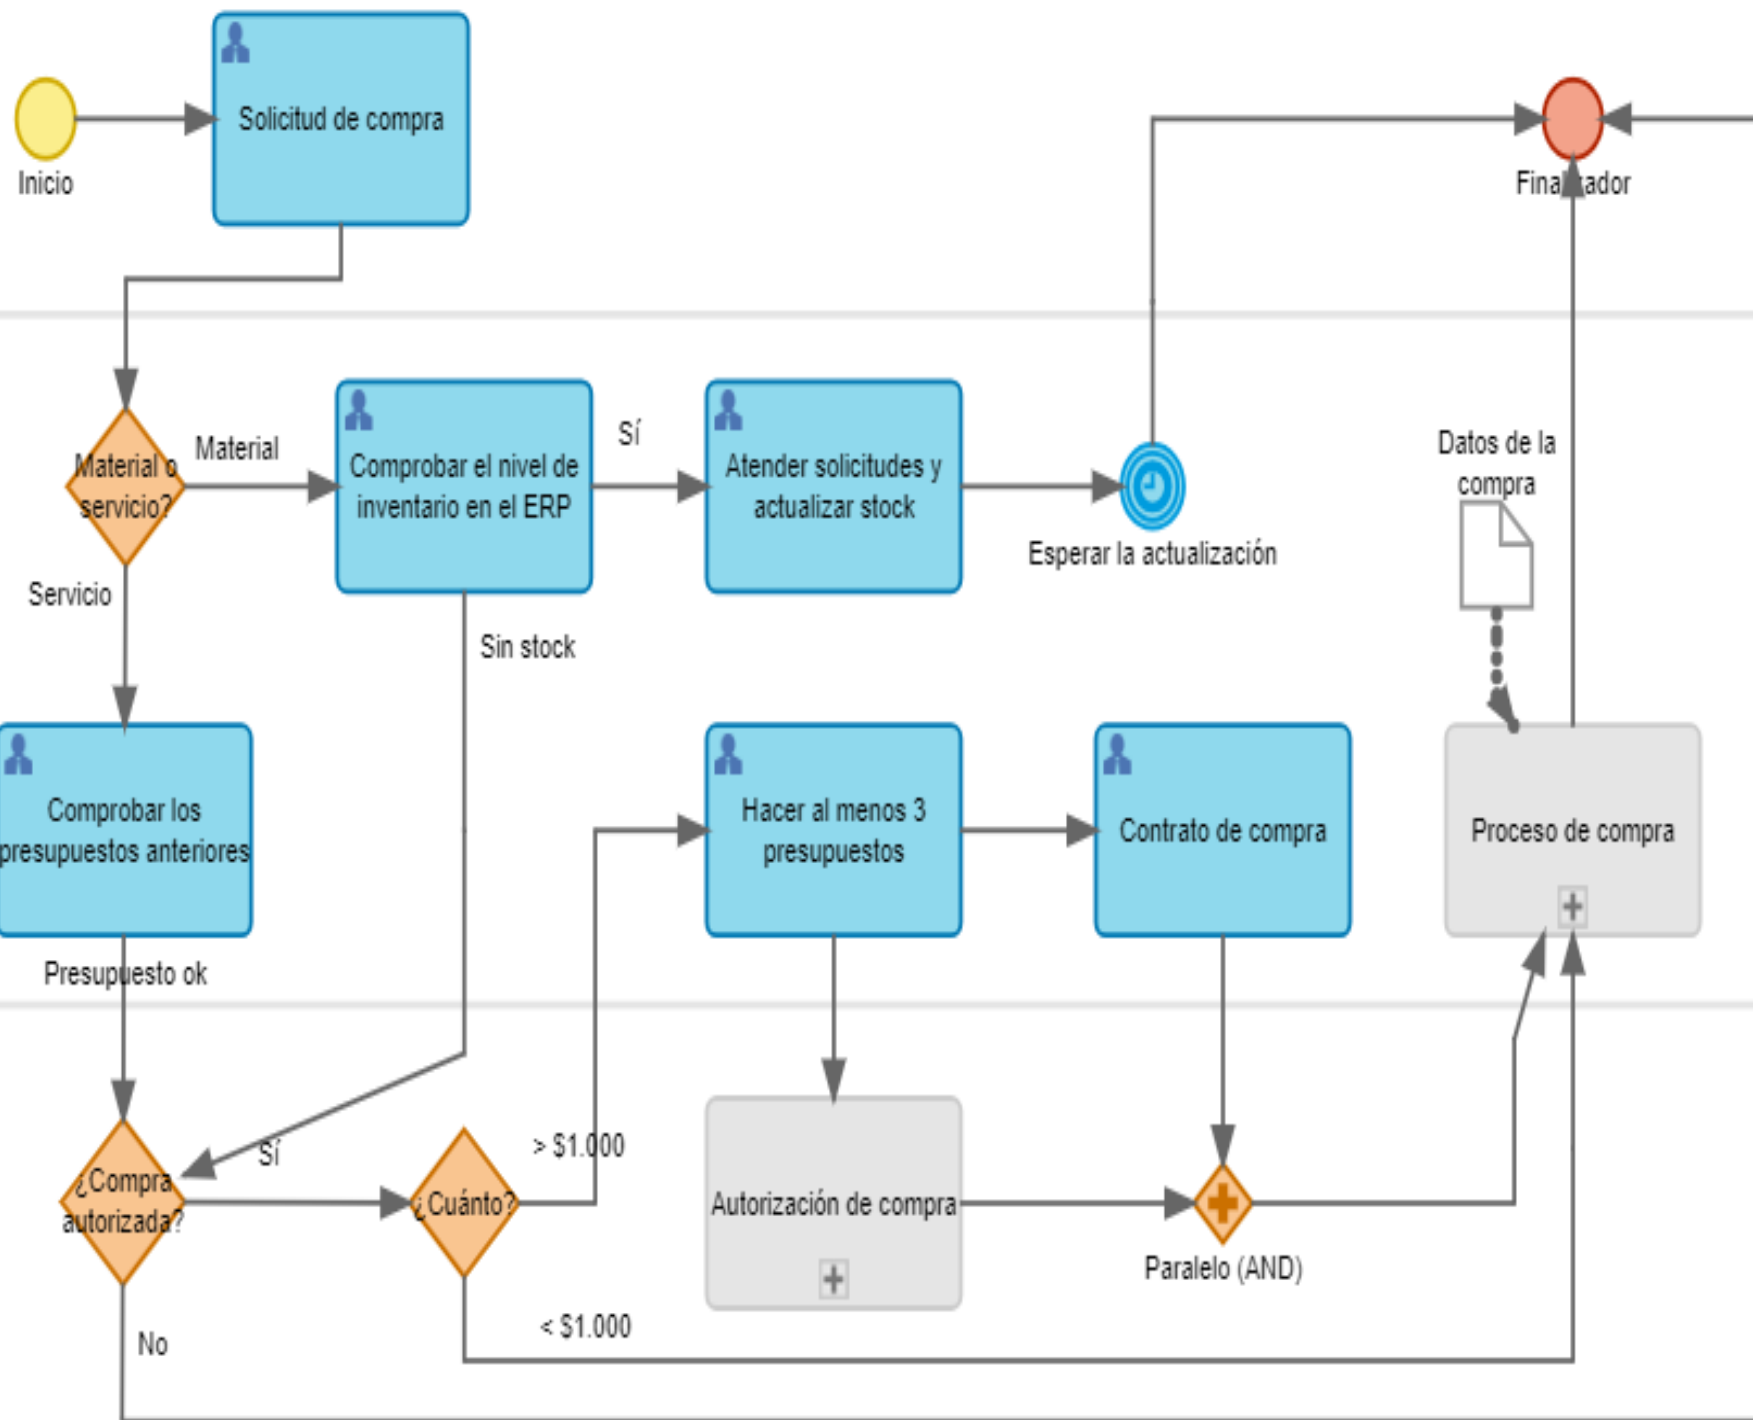 Solicitud de compra
Inicio
Finalizador
Material o
servicio?
Material
Comprobar el nivel de
inventario en el ERP
Sí
Atender solicitudes y
actualizar stock
Esperar la actualización
Datos de la
compra
Servicio
Sin stock
Comprobar los
presupuestos anteriores
Hacer al menos 3
presupuestos
Contrato de compra
Proceso de compra
Presupuesto ok
¿Compra
autorizada?
Sí
¿Cuánto?
> $1.000
Autorización de compra
Paralelo (AND)
< $1.000
No